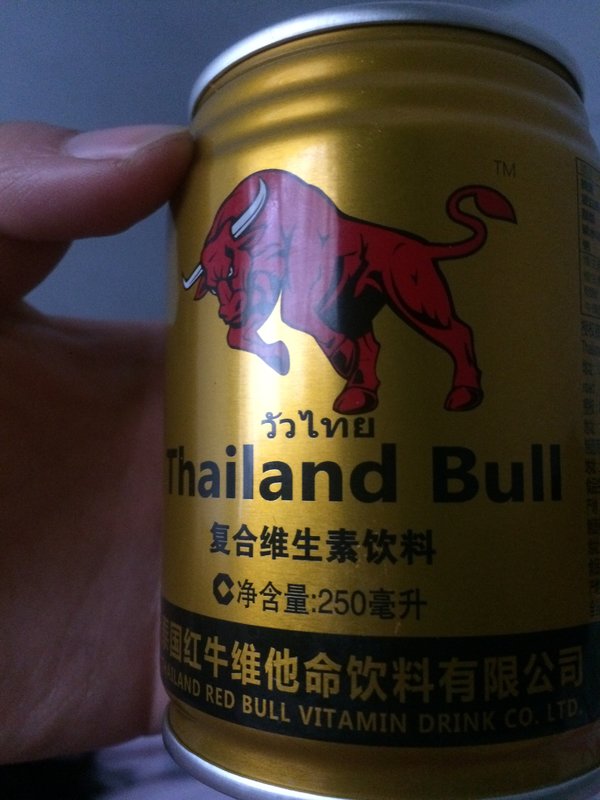 TM
วัวไทย
Thailand Bull
复合维生素饮料
净含量:250毫升
泰国红牛维他命饮料有限公司
THAILAND RED BULL VITAMIN DRINK CO. LTD.